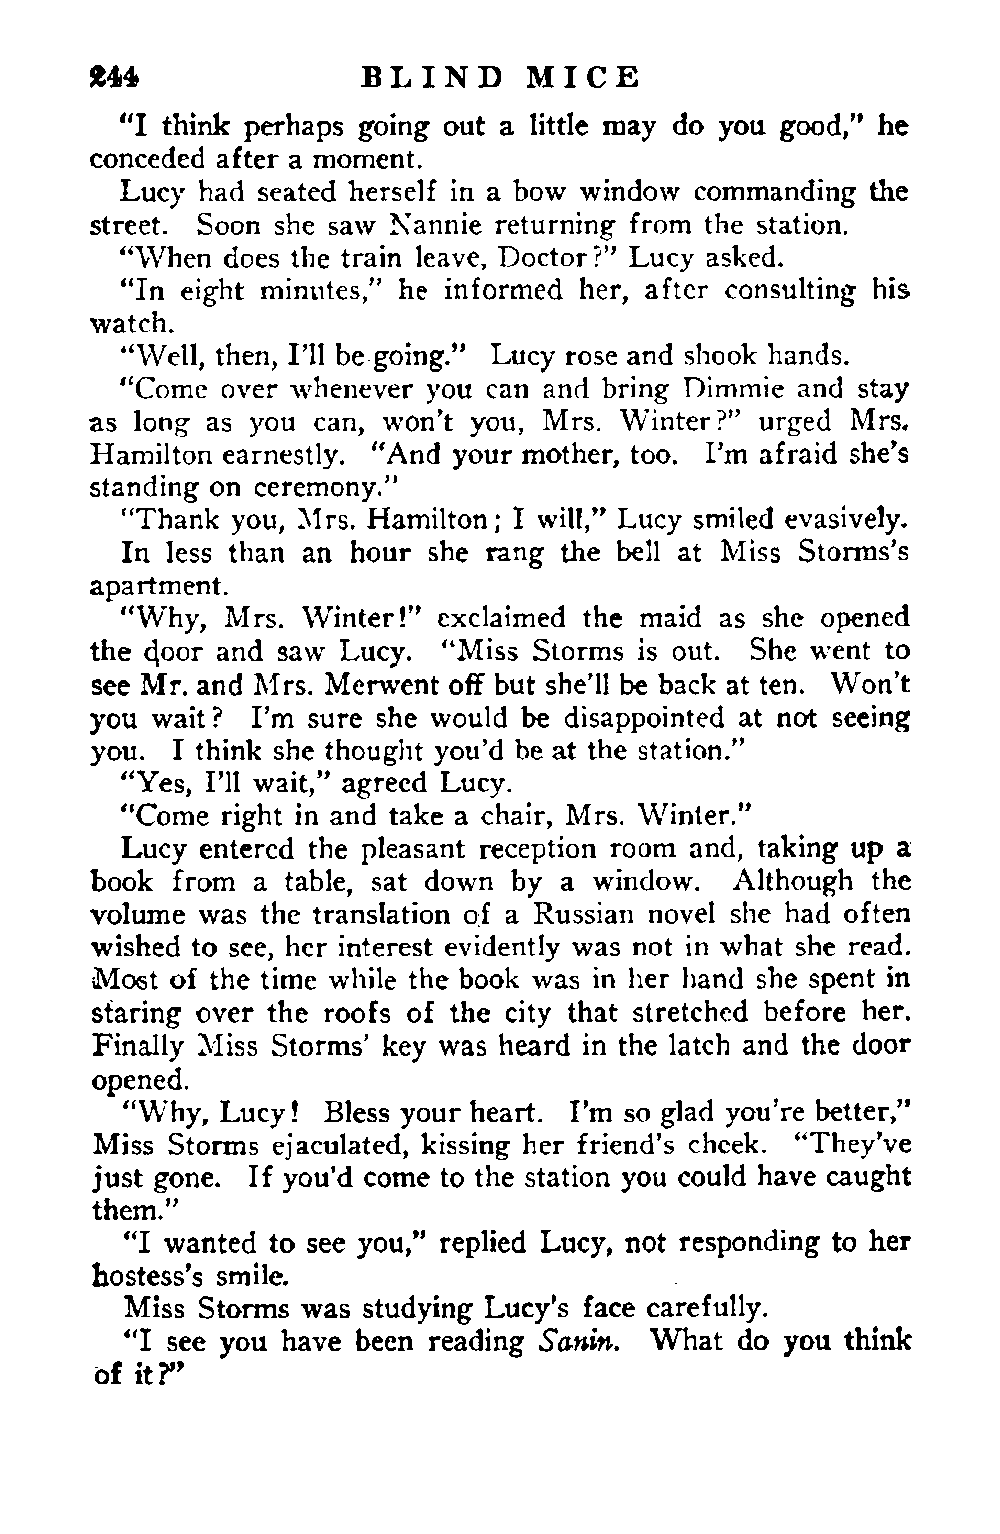 244 BLIND MICE
“I think perhaps going out a little may do you good,” he
conceded after a moment.
Lucy had seated herself in a bow window commanding the
street. Soon she saw Nannie returning from the station.
“When does the train leave, Doctor?” Lucy asked.
“In eight minutes,” he informed her, after consulting his
watch.
“Well, then, I’ll be going.” Lucy rose and shook hands.
“Come over whenever you can and bring Dimmie and stay
as long as you can, won’t you, Mrs. Winter?” urged Mrs.
Hamilton earnestly. “And your mother, too. I’m afraid she’s
standing on ceremony.”
“Thank you, Mrs. Hamilton; I will,” Lucy smiled evasively.
In less than an hour she rang the bell at Miss Storms’s
apartment.
“Why, Mrs. Winter!” exclaimed the maid as she opened
the door and saw Lucy. “Miss Storms is out. She went to
see Mr. and Mrs. Merwent off but she’ll be back at ten. Won’t
you wait? I’m sure she would be disappointed at not seeing
you. I think she thought you’d be at the station.”
“Yes, I’ll wait,” agreed Lucy.
“Come right in and take a chair, Mrs. Winter.”
Lucy entered the pleasant reception room and, taking up a
book from a table, sat down by a window. Although the
volume was the translation of a Russian novel she had often
wished to see, her interest evidently was not in what she read.
Most of the time while the book was in her hand she spent in
staring over the roofs of the city that stretched before her.
Finally Miss Storms’ key was heard in the latch and the door
opened.
“Why, Lucy! Bless your heart. I’m so glad you’re better,”
Miss Storms ejaculated, kissing her friend’s cheek. “They’ve
just gone. If you’d come to the station you could have caught
them.”
“I wanted to see you,” replied Lucy, not responding to her
hostess’s smile.
Miss Storms was studying Lucy’s face carefully.
“I see you have been reading Sanin. What do you think
of it?”